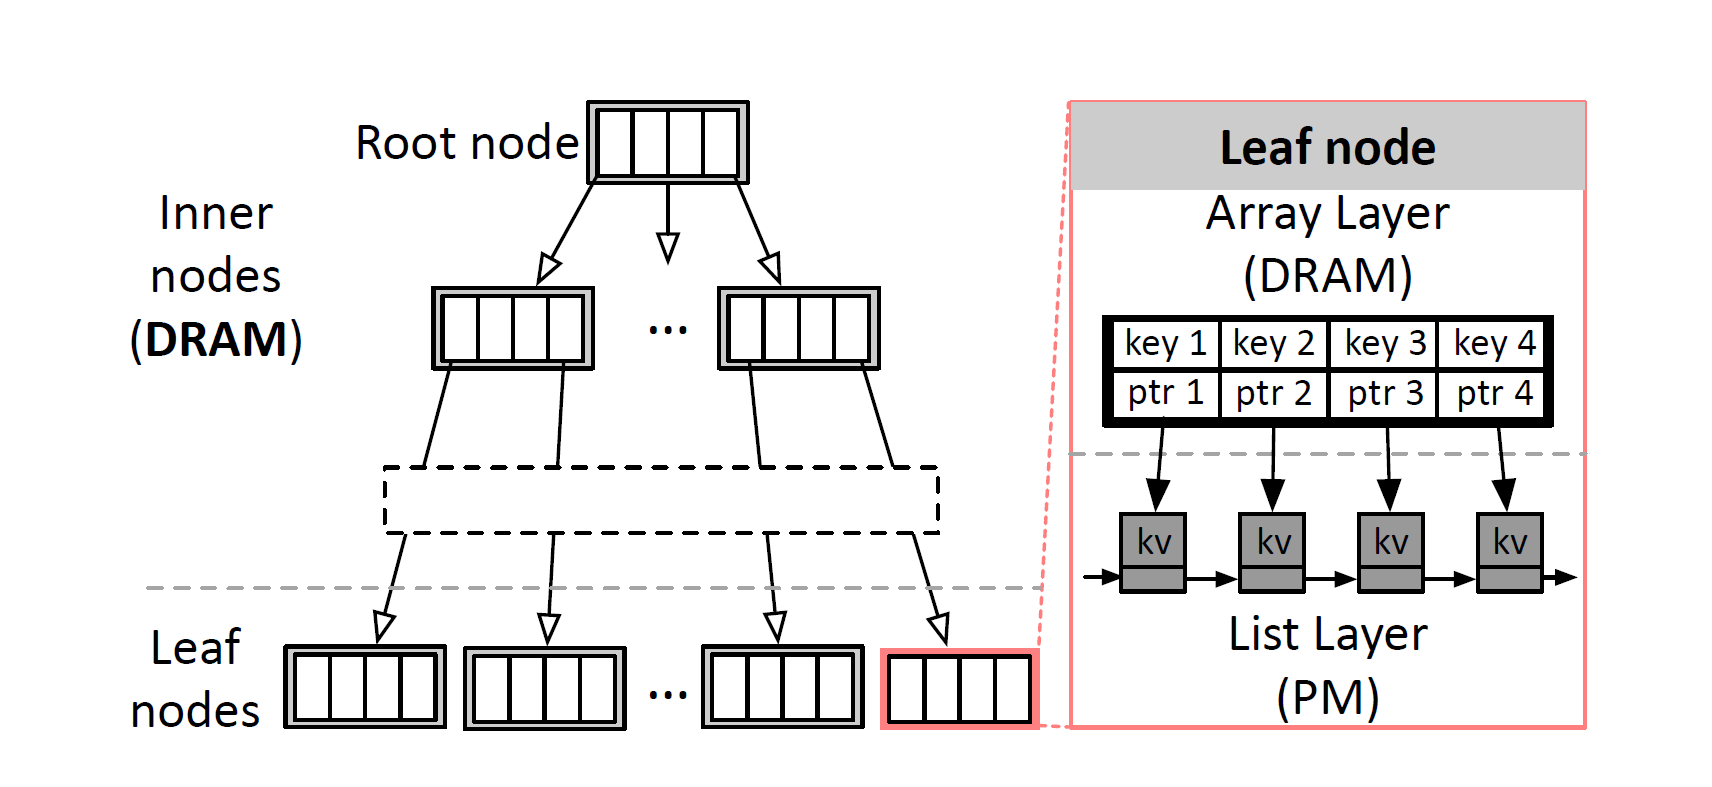 Root node
Inner
nodes
(DRAM)
...
Leaf
nodes
...
Leaf node
Array Layer
(DRAM)
key 1 key 2 key 3 key 4
ptr 1 ptr 2 ptr 3 ptr 4
kv kv kv kv
List Layer
(PM)